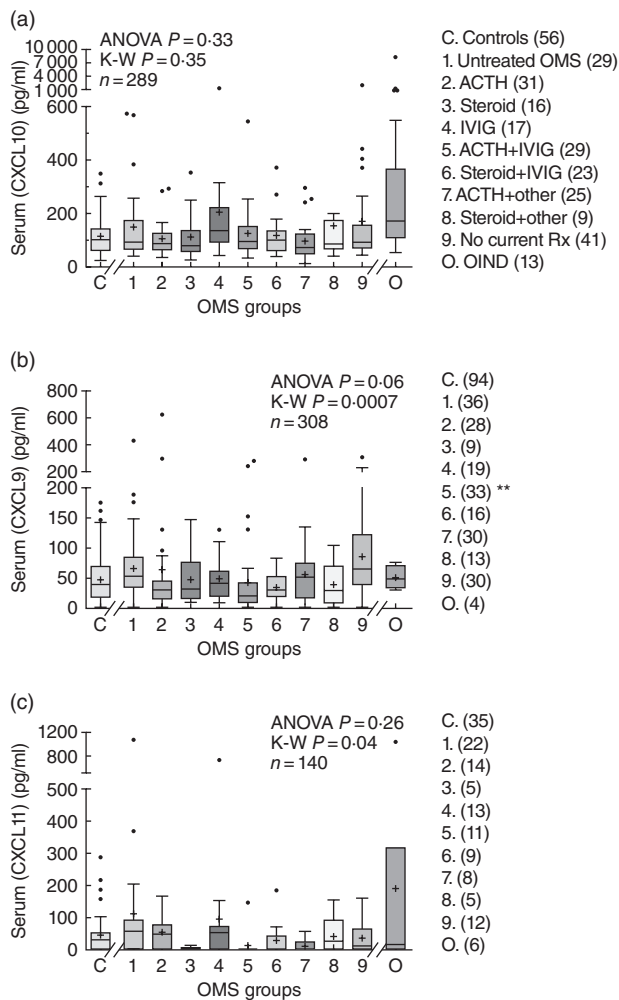 (a)
ANOVA P = 0·33
K-W P = 0·35
n = 289
Serum (CXCL10) (pg/ml)
10 000
7 000
4 000
1 000
600
400
200
100
0
C 1 2 3 4 5 6 7 8 9 O
OMS groups
C. Controls (56)
1. Untreated OMS (29)
2. ACTH (31)
3. Steroid (16)
4. IVIG (17)
5. ACTH+IVIG (29)
6. Steroid+IVIG (23)
7. ACTH+other (25)
8. Steroid+other (9)
9. No current Rx (41)
O. OIND (13)
(b)
ANOVA P = 0·06
K-W P = 0·0007
n = 308
Serum (CXCL9) (pg/ml)
800
600
400
200
200
150
100
50
0
C 1 2 3 4 5 6 7 8 9 O
OMS groups
C. (94)
1. (36)
2. (28)
3. (9)
4. (19)
5. (33) **
6. (16)
7. (30)
8. (13)
9. (30)
O. (4)
(c)
ANOVA P = 0·26
K-W P = 0·04
n = 140
Serum (CXCL11) (pg/ml)
1200
800
500
400
300
200
100
0
C 1 2 3 4 5 6 7 8 9 O
OMS groups
C. (35)
1. (22)
2. (14)
3. (5)
4. (13)
5. (11)
6. (9)
7. (8)
8. (5)
9. (12)
O. (6)